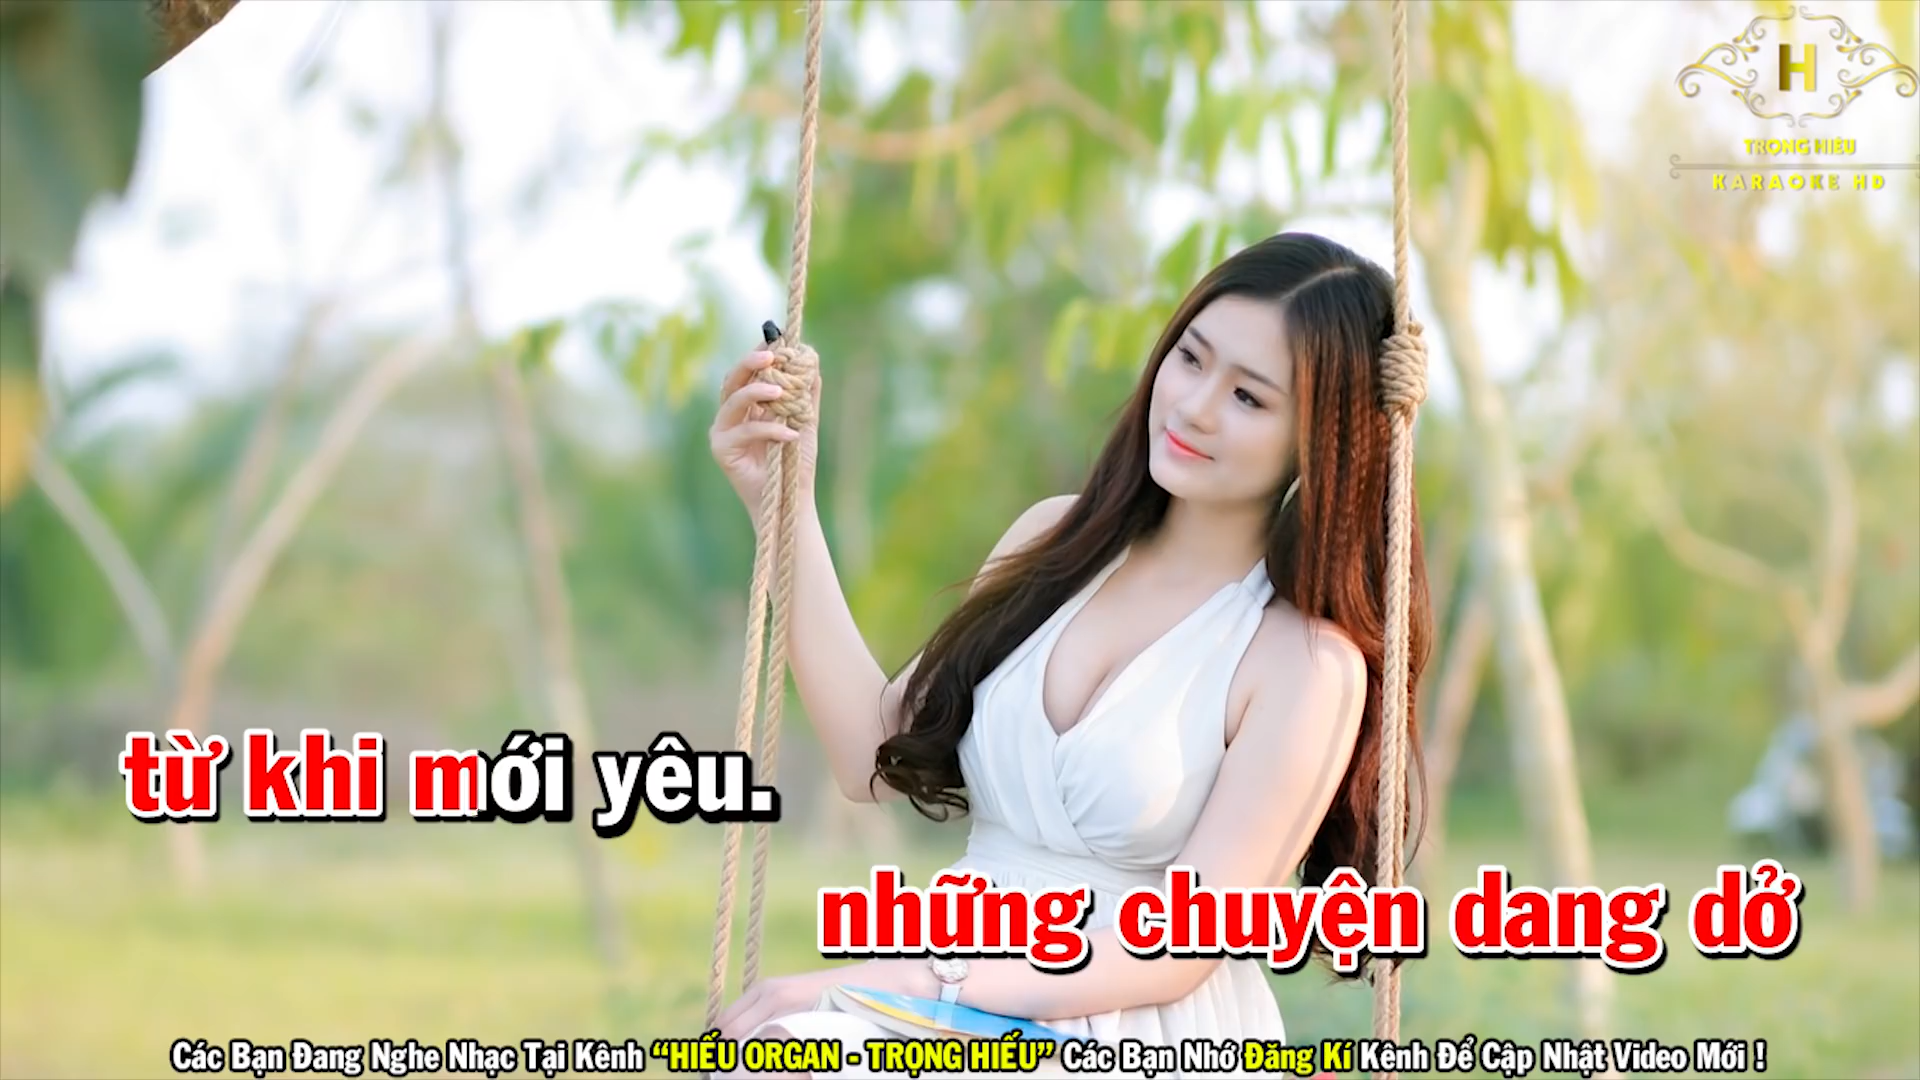 H
TRỌNG HIẾU
KARAOKE HD
từ khi mới yêu.
những chuyện dang dở
Các Bạn Đang Nghe Nhạc Tại Kênh “HIẾU ORGAN - TRỌNG HIẾU” Các Bạn Nhớ Đăng Kí Kênh Để Cập Nhật Video Mới !